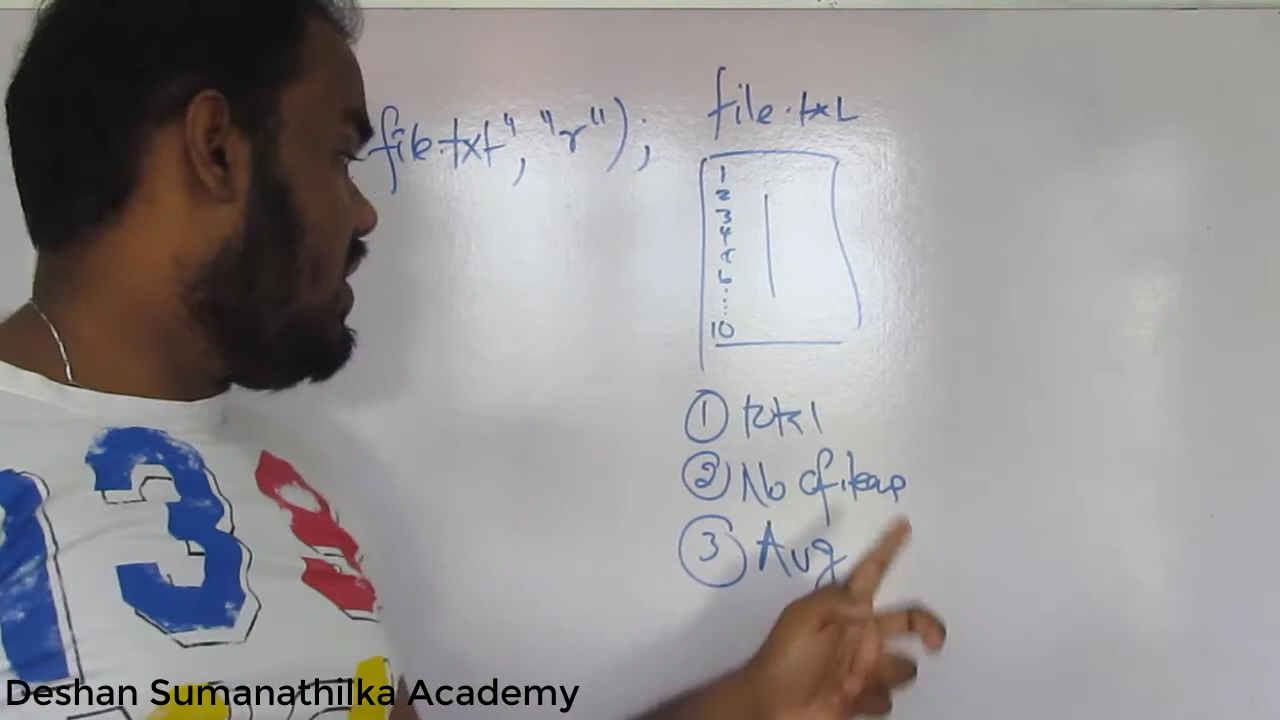 file.txt", "r");
file.txt
1
2
3
4
5
6
...
10
① total
② No of items
③ Avg
13
Deshan Sumanathilka Academy